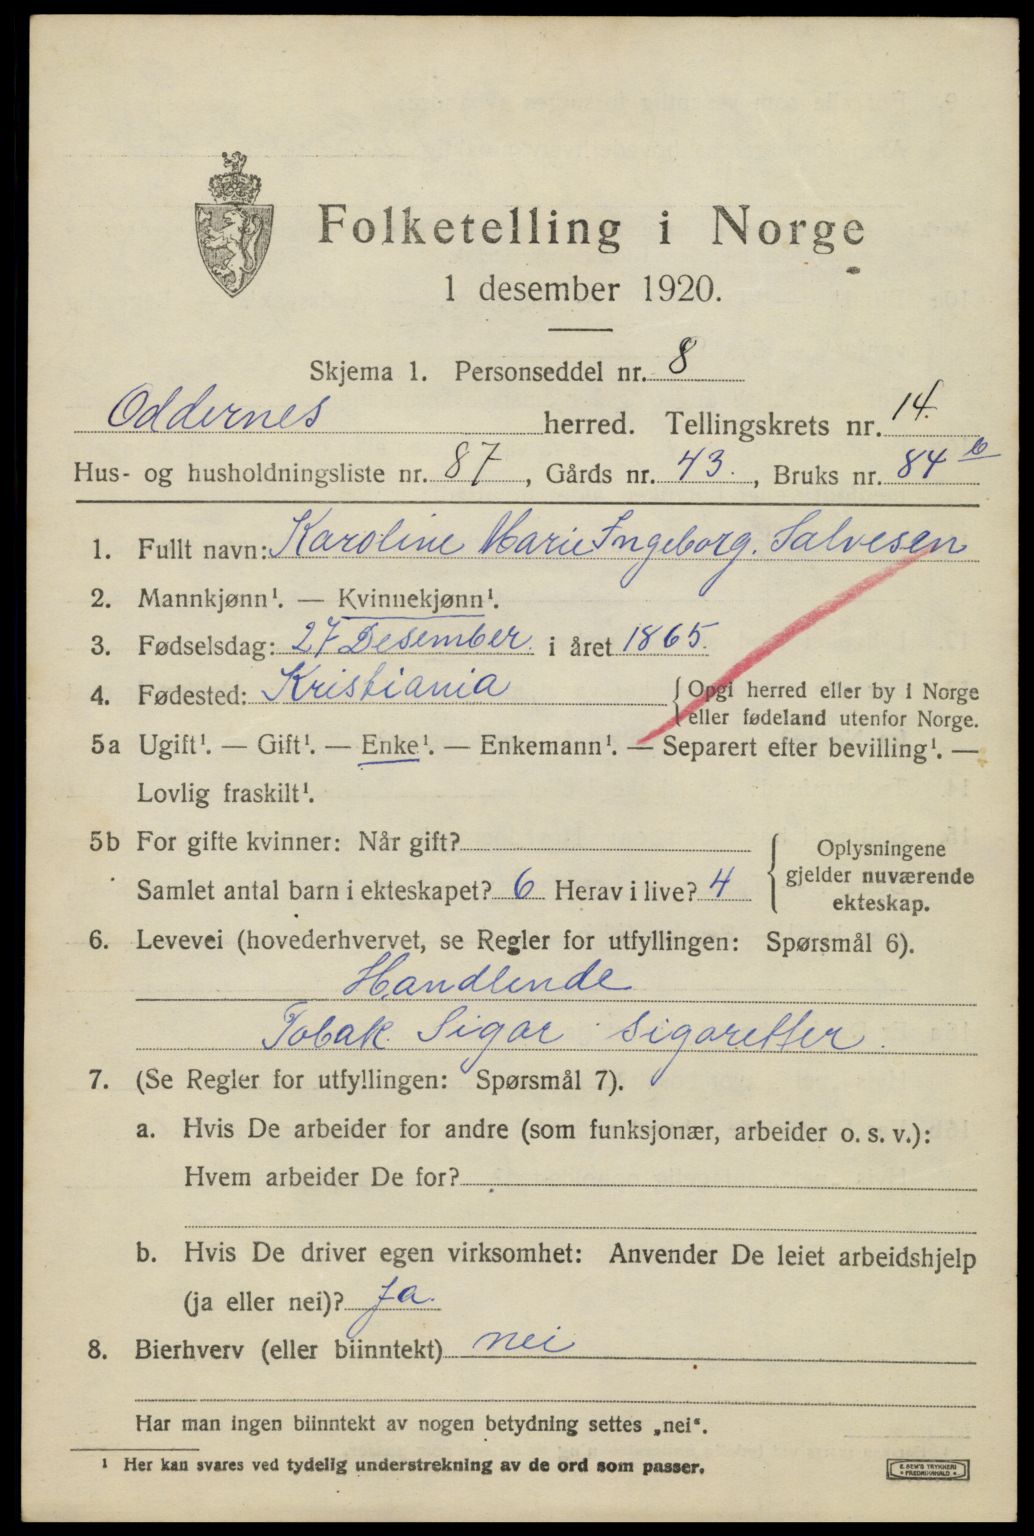 Folketelling i Norge
1 desember 1920.
Skjema 1. Personseddel nr. 8
Oddernes herred. Tellingskrets nr. 14.
Hus- og husholdningsliste nr. 87, Gårds nr. 43., Bruks nr. 84 b
1. Fullt navn: Karoline Marie Ingeborg. Salvesen
2. Mannkjønn¹. — Kvinnekjønn¹.
3. Fødselsdag: 27 Desember. i året 1865.
4. Fødested: Kristiania {Opgi herred eller by i Norge
eller fødeland utenfor Norge.
5a Ugift¹. — Gift¹. — Enke¹. — Enkemann¹. — Separert efter bevilling¹. —
Lovlig fraskilt¹.
5b For gifte kvinner: Når gift?
Samlet antal barn i ekteskapet? 6 Herav i live? 4
{Oplysningene
gjelder nuværende
ekteskap.
6. Levevei (hovederhvervet, se Regler for utfyllingen: Spørsmål 6).
Handlende
Tobak. Sigar sigaretter.
7. (Se Regler for utfyllingen: Spørsmål 7).
a. Hvis De arbeider for andre (som funksjonær, arbeider o. s. v.):
Hvem arbeider De for?
b. Hvis De driver egen virksomhet: Anvender De leiet arbeidshjelp
(ja eller nei)? ja.
8. Bierhverv (eller biinntekt) nei
Har man ingen biinntekt av nogen betydning settes „nei".
¹ Her kan svares ved tydelig understrekning av de ord som passer.
E. SEM'S TRYKKERI
FREDRIKSHALD